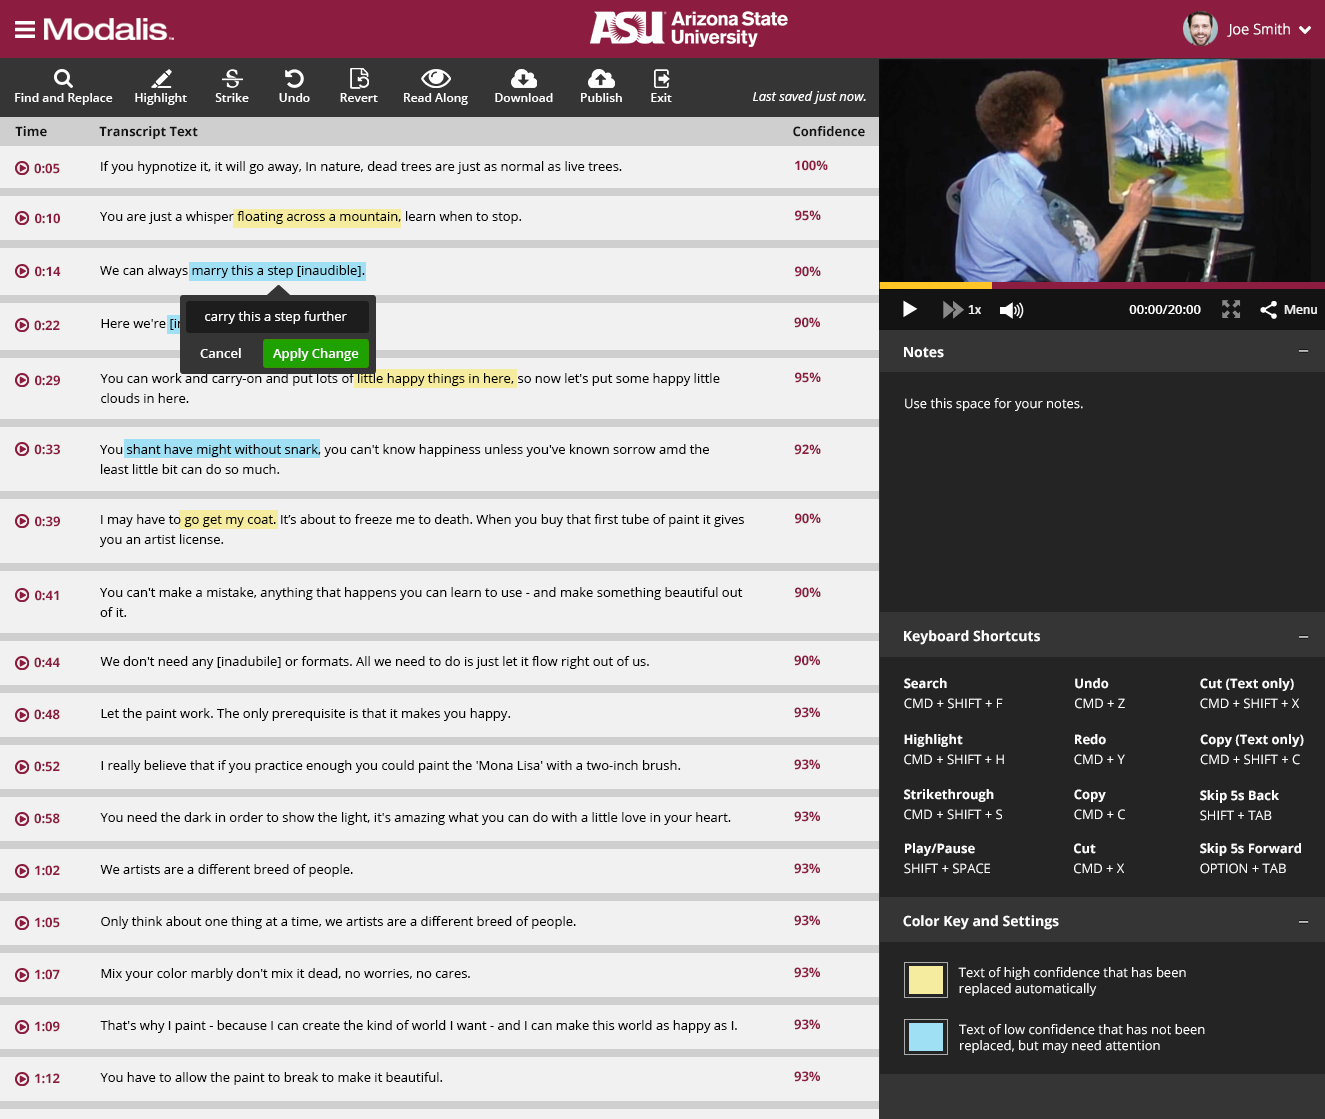 Modalis™
ASU Arizona State University
Joe Smith
Find and Replace
Highlight
Strike
Undo
Revert
Read Along
Download
Publish
Exit
Last saved just now.
Time
Transcript Text
Confidence
0:05
If you hypnotize it, it will go away, In nature, dead trees are just as normal as live trees.
100%
0:10
You are just a whisper floating across a mountain, learn when to stop.
95%
0:14
We can always marry this a step [inaudible].
90%
carry this a step further
Cancel
Apply Change
0:22
Here we're
90%
0:29
You can work and carry-on and put lots of little happy things in here, so now let's put some happy little
clouds in here.
95%
0:33
You shant have might without snark, you can't know happiness unless you've known sorrow amd the
least little bit can do so much.
92%
0:39
I may have to go get my coat. It's about to freeze me to death. When you buy that first tube of paint it gives
you an artist license.
90%
0:41
You can't make a mistake, anything that happens you can learn to use - and make something beautiful out
of it.
90%
0:44
We don't need any [inadubile] or formats. All we need to do is just let it flow right out of us.
90%
0:48
Let the paint work. The only prerequisite is that it makes you happy.
93%
0:52
I really believe that if you practice enough you could paint the 'Mona Lisa' with a two-inch brush.
93%
0:58
You need the dark in order to show the light, it's amazing what you can do with a little love in your heart.
93%
1:02
We artists are a different breed of people.
93%
1:05
Only think about one thing at a time, we artists are a different breed of people.
93%
1:07
Mix your color marbly don't mix it dead, no worries, no cares.
93%
1:09
That's why I paint - because I can create the kind of world I want - and I can make this world as happy as I.
93%
1:12
You have to allow the paint to break to make it beautiful.
93%
1x
00:00/20:00
Menu
Notes
Use this space for your notes.
Keyboard Shortcuts
Search
CMD + SHIFT + F
Undo
CMD + Z
Cut (Text only)
CMD + SHIFT + X
Highlight
CMD + SHIFT + H
Redo
CMD + Y
Copy (Text only)
CMD + SHIFT + C
Strikethrough
CMD + SHIFT + S
Copy
CMD + C
Skip 5s Back
SHIFT + TAB
Play/Pause
SHIFT + SPACE
Cut
CMD + X
Skip 5s Forward
OPTION + TAB
Color Key and Settings
Text of high confidence that has been
replaced automatically
Text of low confidence that has not been
replaced, but may need attention